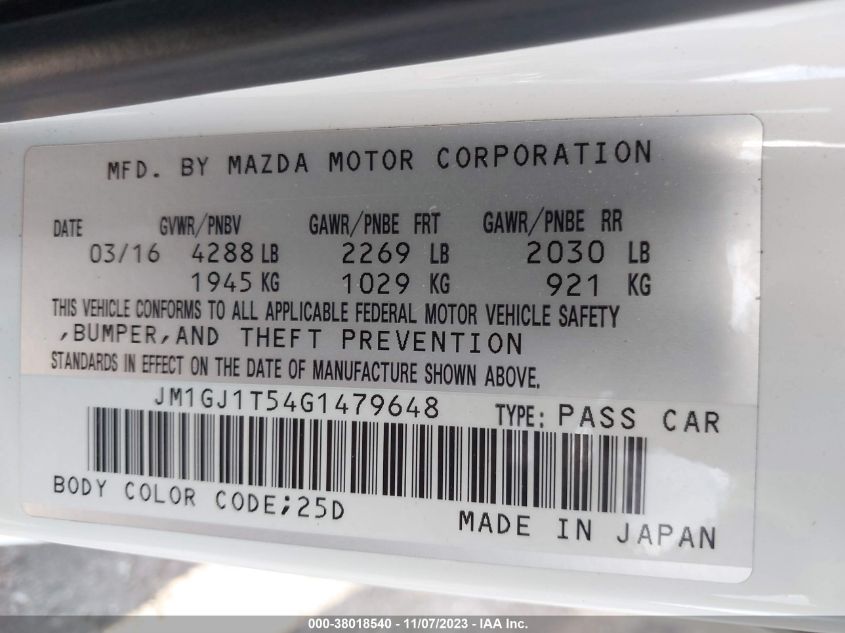 MFD. BY MAZDA MOTOR CORPORATION
DATE GVWR/PNBV GAWR/PNBE FRT GAWR/PNBE RR
03/16 4288 LB 2269 LB 2030 LB
1945 KG 1029 KG 921 KG
THIS VEHICLE CONFORMS TO ALL APPLICABLE FEDERAL MOTOR VEHICLE SAFETY
,BUMPER,AND THEFT PREVENTION
STANDARDS IN EFFECT ON THE DATE OF MANUFACTURE SHOWN ABOVE.
JM1GJ1T54G1479648 TYPE: PASS CAR
BODY COLOR CODE;25D
MADE IN JAPAN
000-38018540 - 11/07/2023 - IAA Inc.